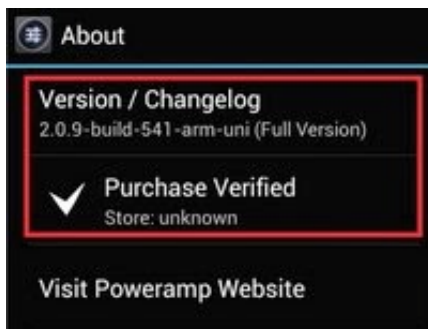 About
Version / Changelog
2.0.9-build-541-arm-uni (Full Version)
Purchase Verified
Store: unknown
Visit Poweramp Website